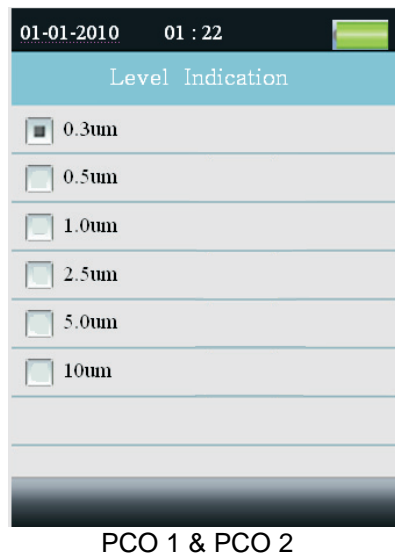 01-01-2010 01 : 22
Level Indication
0.3um
0.5um
1.0um
2.5um
5.0um
10um
PCO 1 & PCO 2